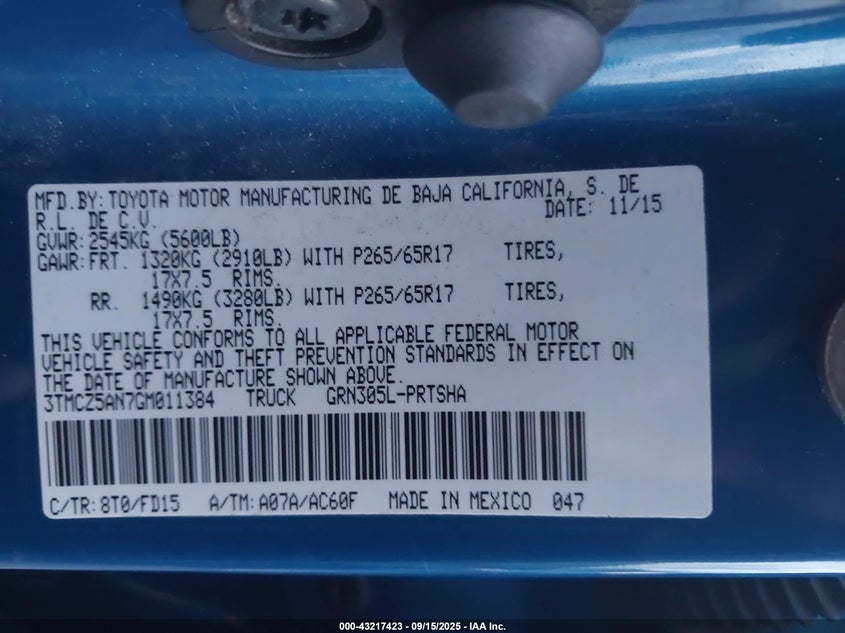 MFD.BY: TOYOTA MOTOR MANUFACTURING DE BAJA CALIFORNIA, S. DE
R.L. DE C.V. DATE: 11/15
GVWR: 2545KG (5600LB)
GAWR: FRT. 1320KG (2910LB) WITH P265/65R17 TIRES,
17X7.5 RIMS.
RR. 1490KG (3280LB) WITH P265/65R17 TIRES,
17X7.5 RIMS.
THIS VEHICLE CONFORMS TO ALL APPLICABLE FEDERAL MOTOR
VEHICLE SAFETY AND THEFT PREVENTION STANDARDS IN EFFECT ON
THE DATE OF MANUFACTURE SHOWN ABOVE.
3TMCZ5AN7GM011384 TRUCK GRN305L-PRTSHA
C/TR: 8T0/FD15 A/TM: A07A/AC60F MADE IN MEXICO 047
000-43217423 - 09/15/2025 - IAA Inc.